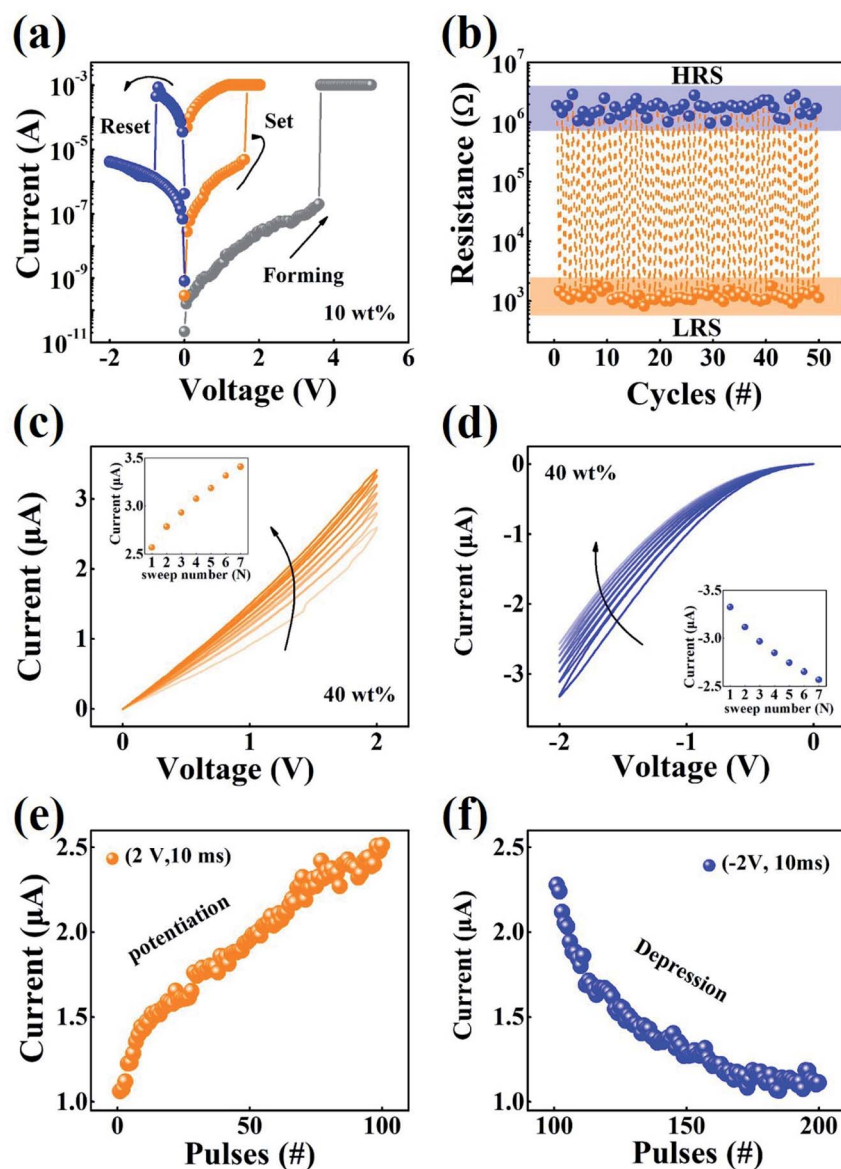 (a)
10⁻³
10⁻⁵
10⁻⁷
10⁻⁹
10⁻¹¹
Current (A)
Reset
Set
Forming
10 wt%
-2 0 2 4 6
Voltage (V)
(b)
10⁷
10⁶
10⁵
10⁴
10³
Resistance (Ω)
HRS
LRS
0 10 20 30 40 50
Cycles (#)
(c)
3
2
1
0
Current (μA)
3.5
3.0
2.5
Current (μA)
1 2 3 4 5 6 7
sweep number (N)
40 wt%
0 1 2
Voltage (V)
(d)
0
-1
-2
-3
Current (μA)
40 wt%
-3.5
-3.0
-2.5
Current (μA)
1 2 3 4 5 6 7
sweep number (N)
-2 -1 0
Voltage (V)
(e)
2.5
2.0
1.5
1.0
Current (μA)
(2 V,10 ms)
potentiation
0 50 100
Pulses (#)
(f)
2.5
2.0
1.5
1.0
Current (μA)
(-2V, 10ms)
Depression
100 150 200
Pulses (#)